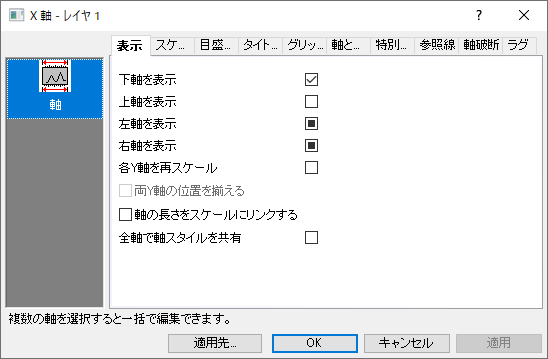 X 軸 - レイヤ 1
? ×
表示 スケ... 目盛... タイト... グリッ... 軸と... 特別... 参照線 軸破断 ラグ
軸
下軸を表示
上軸を表示
左軸を表示
右軸を表示
各Y軸を再スケール
両Y軸の位置を揃える
軸の長さをスケールにリンクする
全軸で軸スタイルを共有
複数の軸を選択すると一括で編集できます。
適用先... OK キャンセル 適用